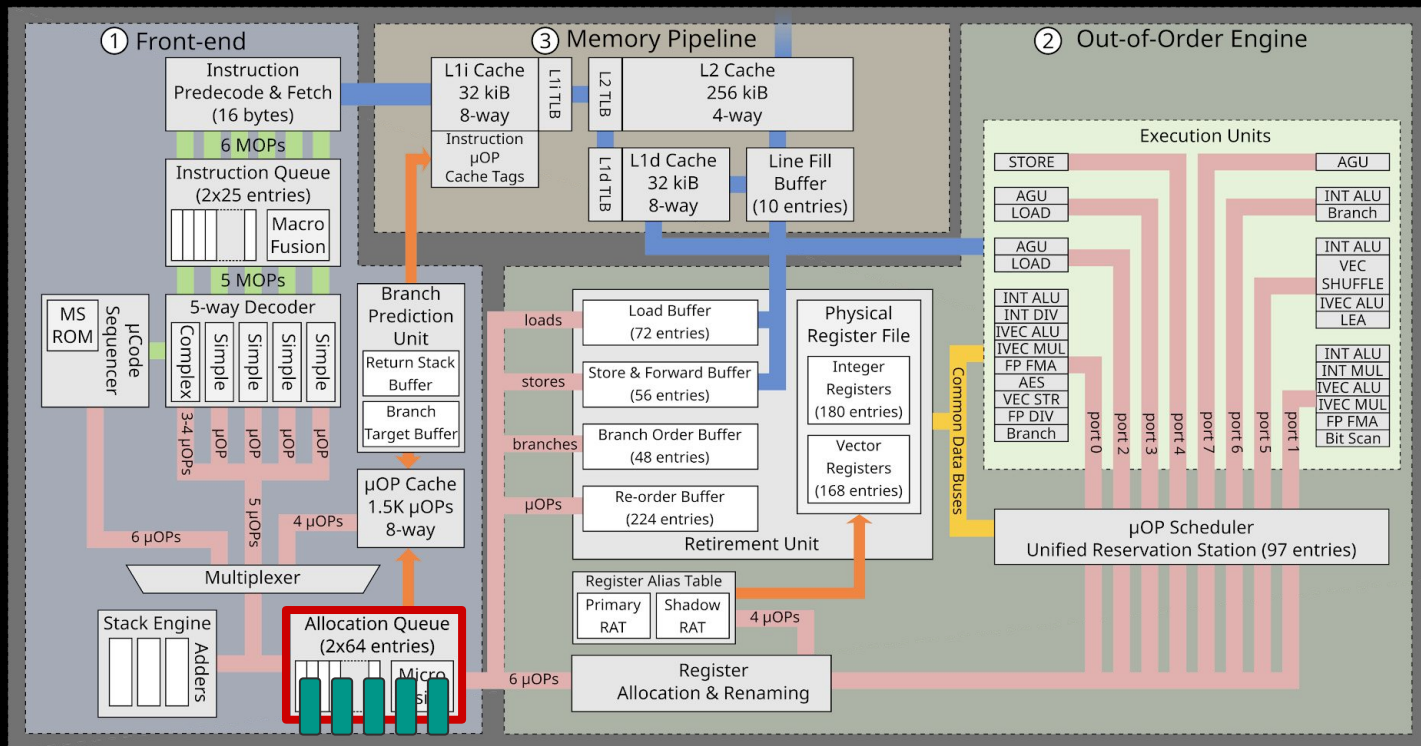 ① Front-end
Instruction
Predecode & Fetch
(16 bytes)
6 MOPs
Instruction Queue
(2x25 entries)
Macro
Fusion
5 MOPs
5-way Decoder
Complex
Simple
Simple
Simple
Simple
MS
ROM
µCode
Sequencer
3-4 µOPs
µOP
µOP
µOP
µOP
Branch
Prediction
Unit
Return Stack
Buffer
Branch
Target Buffer
µOP Cache
1.5K µOPs
8-way
6 µOPs
5 µOPs
4 µOPs
Multiplexer
Stack Engine
Adders
Allocation Queue
(2x64 entries)
Micro
③ Memory Pipeline
L1i Cache
32 kiB
8-way
L1i TLB
Instruction
µOP
Cache Tags
L2 TLB
L2 Cache
256 kiB
4-way
L1d TLB
L1d Cache
32 kiB
8-way
Line Fill
Buffer
(10 entries)
② Out-of-Order Engine
loads
Load Buffer
(72 entries)
stores
Store & Forward Buffer
(56 entries)
branches
Branch Order Buffer
(48 entries)
µOPs
Re-order Buffer
(224 entries)
Physical
Register File
Integer
Registers
(180 entries)
Vector
Registers
(168 entries)
Retirement Unit
Register Alias Table
Primary
RAT
Shadow
RAT
4 µOPs
6 µOPs
Register
Allocation & Renaming
Common Data Buses
Execution Units
STORE
AGU
LOAD
AGU
LOAD
INT ALU
INT DIV
IVEC ALU
IVEC MUL
FP FMA
AES
VEC STR
FP DIV
Branch
port 0
port 2
port 3
port 4
port 7
port 6
port 5
port 1
AGU
INT ALU
Branch
INT ALU
VEC
SHUFFLE
IVEC ALU
LEA
INT ALU
INT MUL
IVEC ALU
IVEC MUL
FP FMA
Bit Scan
µOP Scheduler
Unified Reservation Station (97 entries)